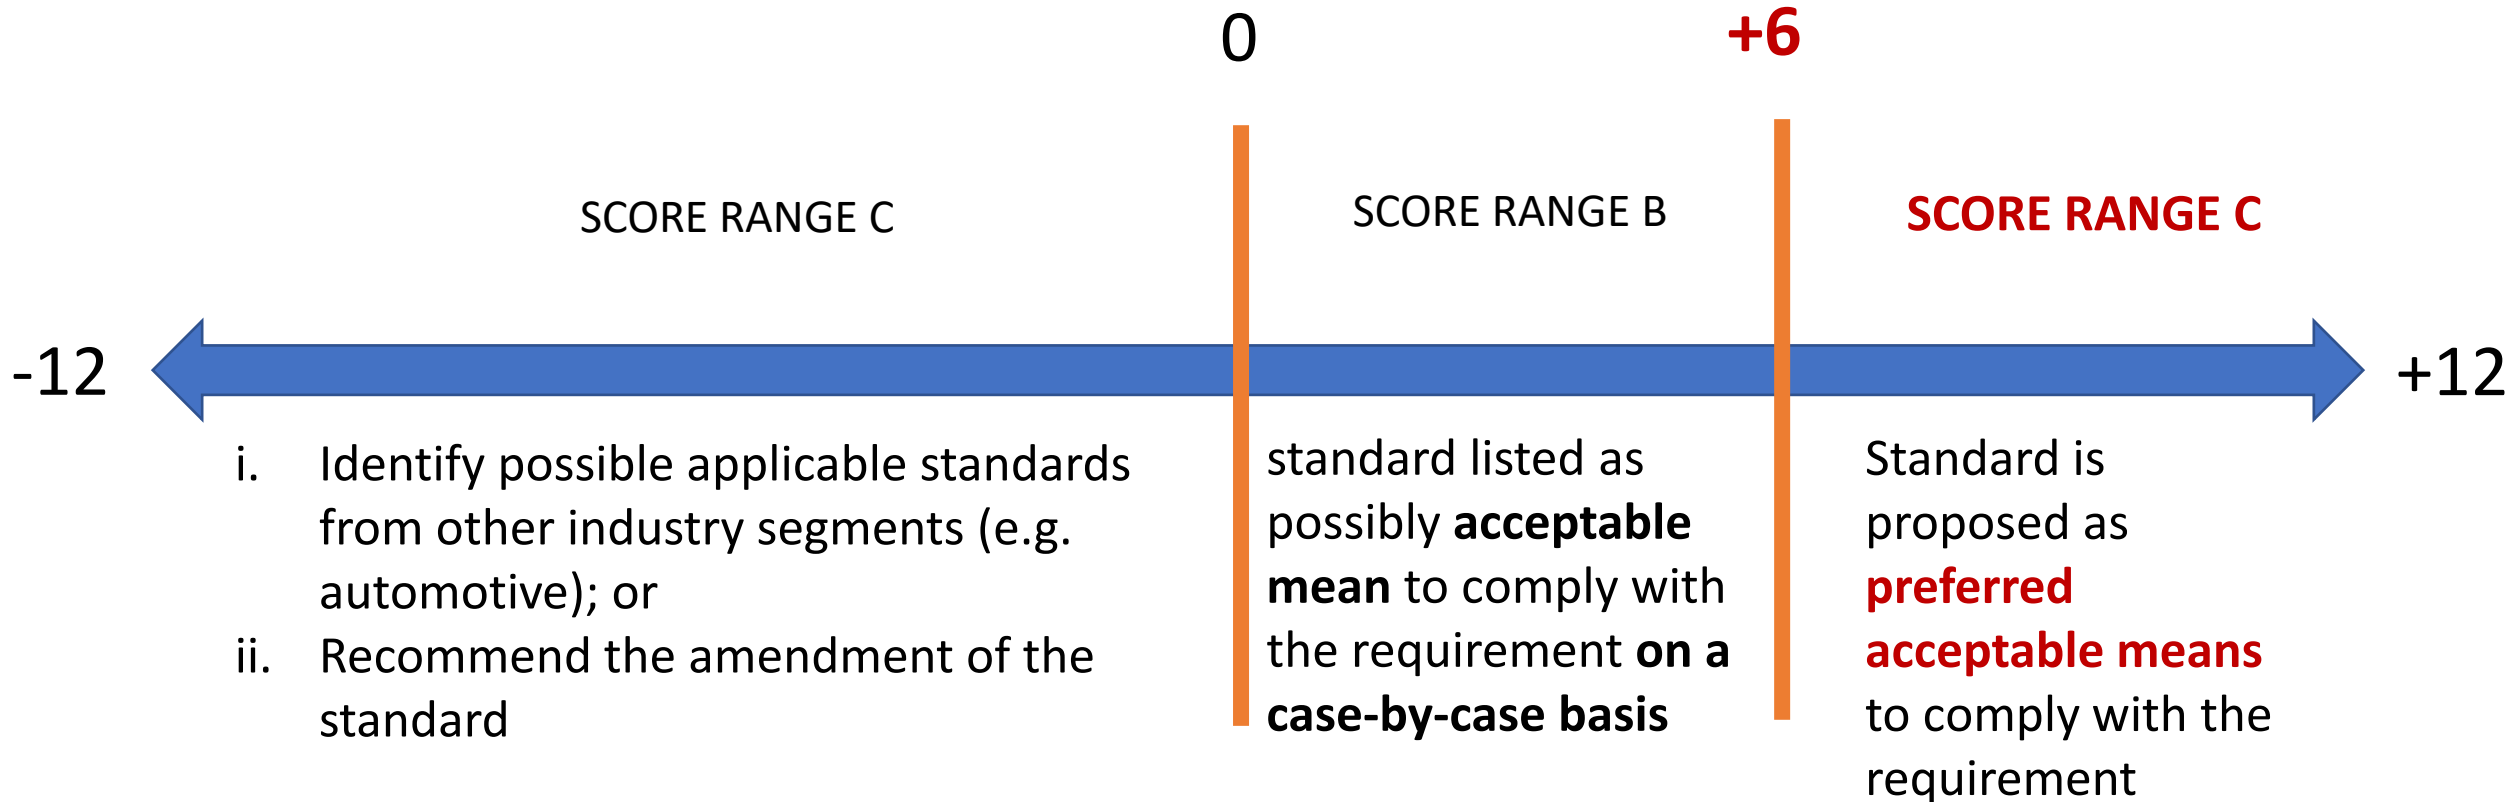 0
+6
SCORE RANGE C
SCORE RANGE B
SCORE RANGE C
-12
+12
i. Identify possible applicable standards
from other industry segments (e.g.
automotive); or
ii. Recommend the amendment of the
standard
standard listed as
possibly acceptable
mean to comply with
the requirement on a
case-by-case basis
Standard is
proposed as
preferred
acceptable means
to comply with the
requirement